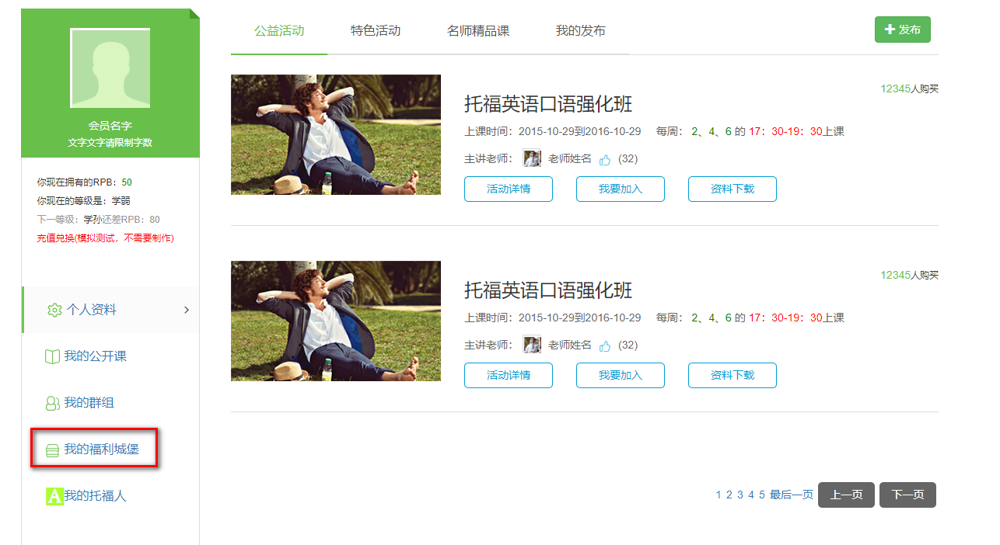 会员名字
文字文字请限制字数
你现在拥有的RPB：50
你现在的等级是：学弱
下一等级：学孙还差RPB：80
充值兑换(模拟测试，不需要制作)
个人资料
我的公开课
我的群组
我的福利城堡
A我的托福人
公益活动 特色活动 名师精品课 我的发布
发布
12345人购买
托福英语口语强化班
上课时间：2015-10-29到2016-10-29 每周： 2、4、6 的 17：30-19：30上课
主讲老师： 老师姓名 (32)
活动详情 我要加入 资料下载
12345人购买
托福英语口语强化班
上课时间：2015-10-29到2016-10-29 每周： 2、4、6 的 17：30-19：30上课
主讲老师： 老师姓名 (32)
活动详情 我要加入 资料下载
1 2 3 4 5 最后一页 上一页 下一页